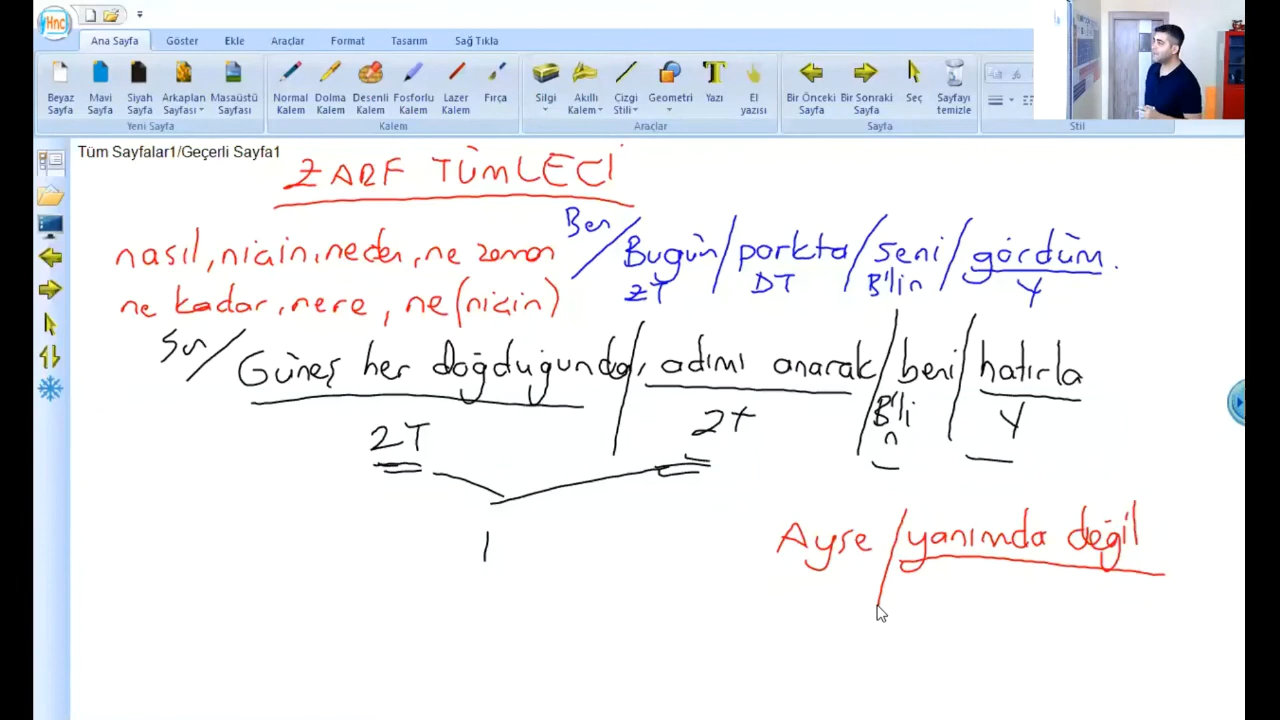 Hnc
Ana Sayfa Göster Ekle Araçlar Format Tasarım Sağ Tıkla
Beyaz Sayfa Mavi Sayfa Siyah Sayfa Arkaplan Sayfası Masaüstü Sayfası Normal Kalem Dolma Kalem Desenli Kalem Fosforlu Kalem Lazer Kalem Fırça Silgi Akıllı Kalem Çizgi Stili Geometri Yazı El yazısı Bir Önceki Sayfa Bir Sonraki Sayfa Seç Sayfayı temizle
Yeni Sayfa Kalem Araçlar Sayfa Stil
Tüm Sayfalar1/Geçerli Sayfa1
ZARF TÜMLECİ
Ben / Bugün / parkta / seni / gördüm.
ZT DT B'lin Y
nasıl, niçin, neden, ne zaman
ne kadar, nere, ne (niçin)
Sen / Güneş her doğduğunda, / adımı anarak / beni / hatırla
ZT ZT B'li n Y
1
Ayşe / yanımda değil